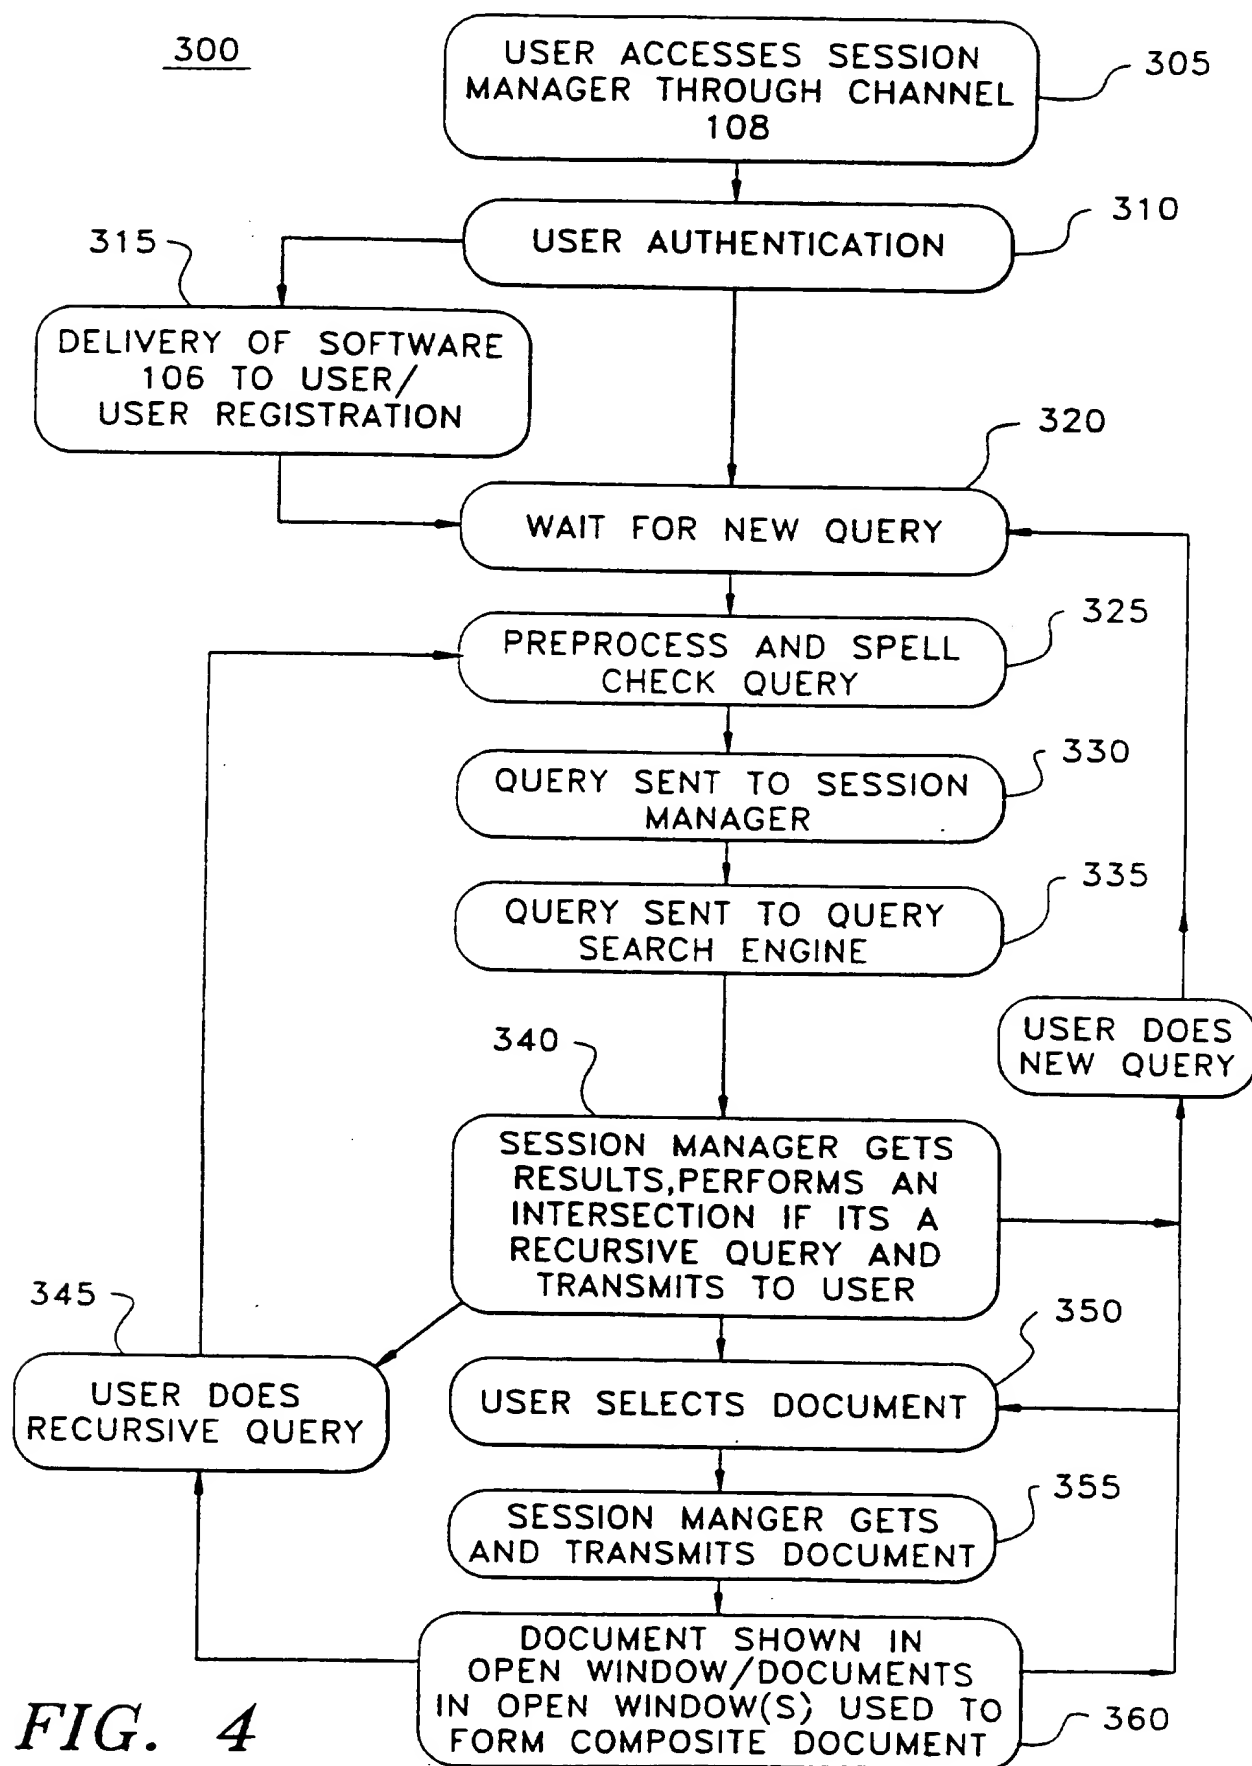 300
USER ACCESSES SESSION
MANAGER THROUGH CHANNEL
108
305
USER AUTHENTICATION
310
315
DELIVERY OF SOFTWARE
106 TO USER/
USER REGISTRATION
320
WAIT FOR NEW QUERY
325
PREPROCESS AND SPELL
CHECK QUERY
330
QUERY SENT TO SESSION
MANAGER
335
QUERY SENT TO QUERY
SEARCH ENGINE
USER DOES
NEW QUERY
340
SESSION MANAGER GETS
RESULTS,PERFORMS AN
INTERSECTION IF ITS A
RECURSIVE QUERY AND
TRANSMITS TO USER
345
USER DOES
RECURSIVE QUERY
350
USER SELECTS DOCUMENT
355
SESSION MANGER GETS
AND TRANSMITS DOCUMENT
DOCUMENT SHOWN IN
OPEN WINDOW/DOCUMENTS
IN OPEN WINDOW(S) USED TO
FORM COMPOSITE DOCUMENT
360
FIG. 4